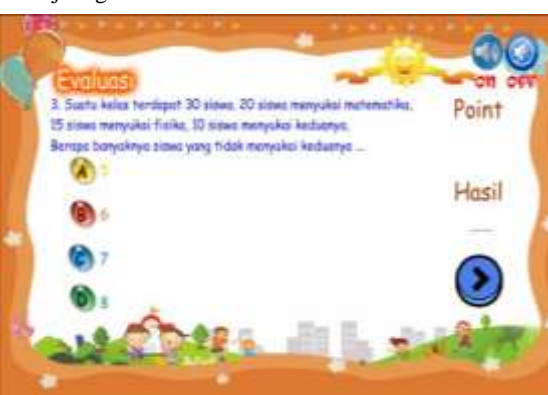 Evaluasi
ON OFF
3. Suatu kelas terdapat 30 siswa. 20 siswa menyukai matematika,
15 siswa menyukai fisika, 10 siswa menyukai keduanya.
Berapa banyaknya siswa yang tidak menyukai keduanya ...
A 5
B 6
C 7
D 8
Point
Hasil